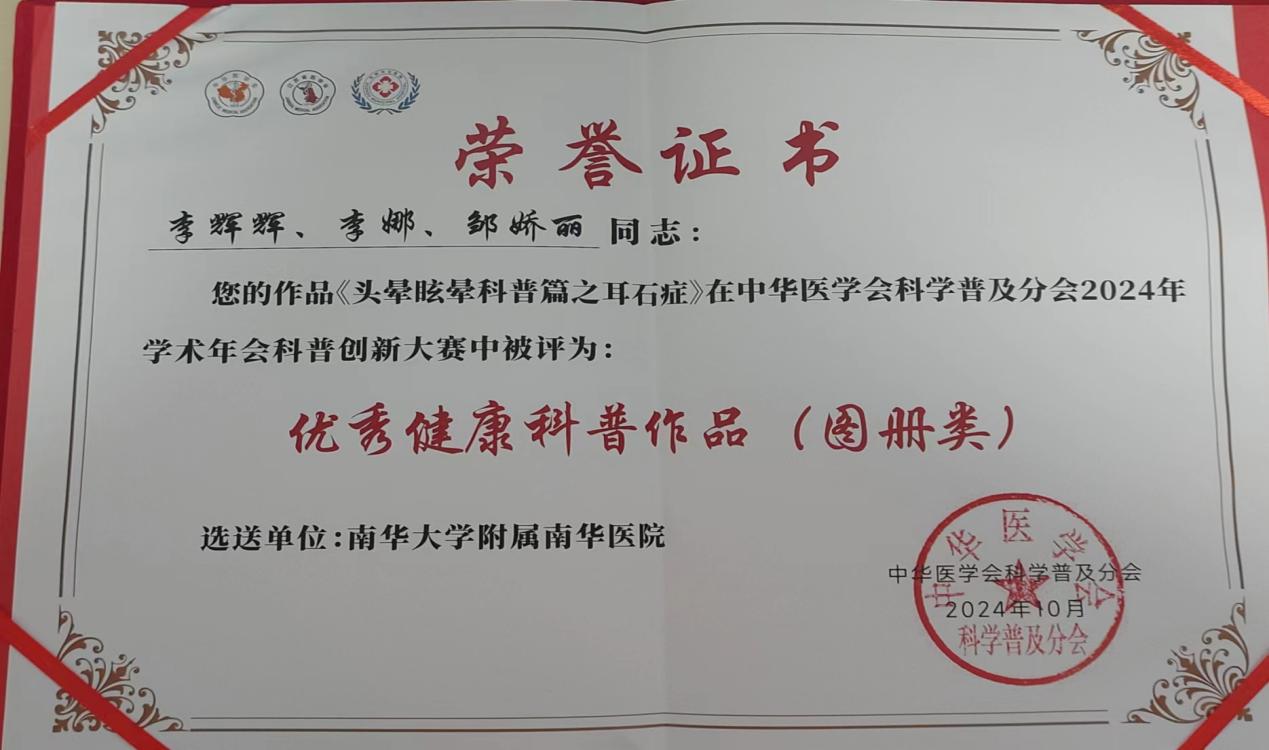 荣誉证书
李辉辉、李娜、邹娇丽 同志：
您的作品《头晕眩晕科普篇之耳石症》在中华医学会科学普及分会2024年
学术年会科普创新大赛中被评为：
优秀健康科普作品（图册类）
选送单位：南华大学附属南华医院
中华医学会科学普及分会
2024年10月
中华医学会
科学普及分会